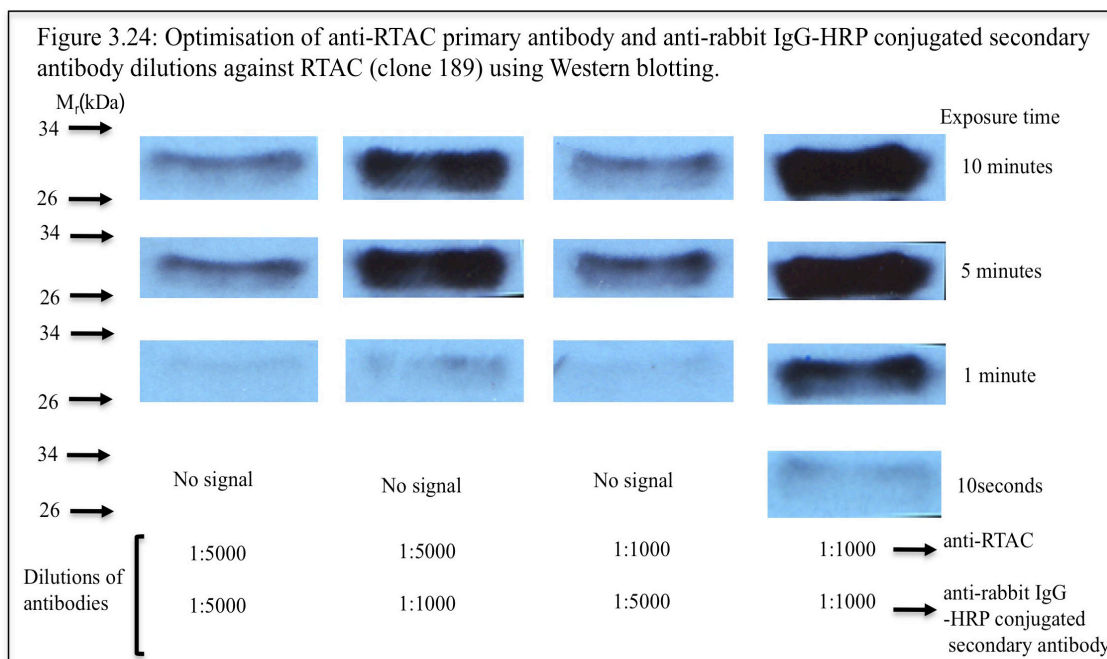 Figure 3.24: Optimisation of anti-RTAC primary antibody and anti-rabbit IgG-HRP conjugated secondary
antibody dilutions against RTAC (clone 189) using Western blotting.
Mr(kDa)
Exposure time
34
10 minutes
26
34
5 minutes
26
34
1 minute
26
34
No signal No signal No signal 10seconds
26
1:5000 1:5000 1:1000 1:1000 anti-RTAC
Dilutions of
antibodies
1:5000 1:1000 1:5000 1:1000 anti-rabbit IgG
-HRP conjugated
secondary antibody